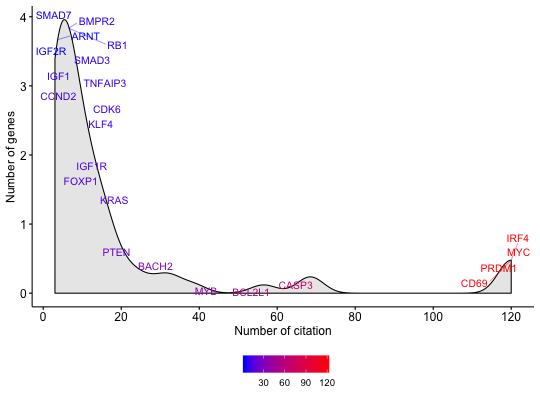 4
3
2
1
0
Number of genes
SMAD7
BMPR2
ARNT
RB1
IGF2R
SMAD3
IGF1
TNFAIP3
CCND2
CDK6
KLF4
IGF1R
FOXP1
KRAS
PTEN
BACH2
MYB
BCL2L1
CASP3
IRF4
MYC
PRDM1
CD69
0 20 40 60 80 100 120
Number of citation
30 60 90 120